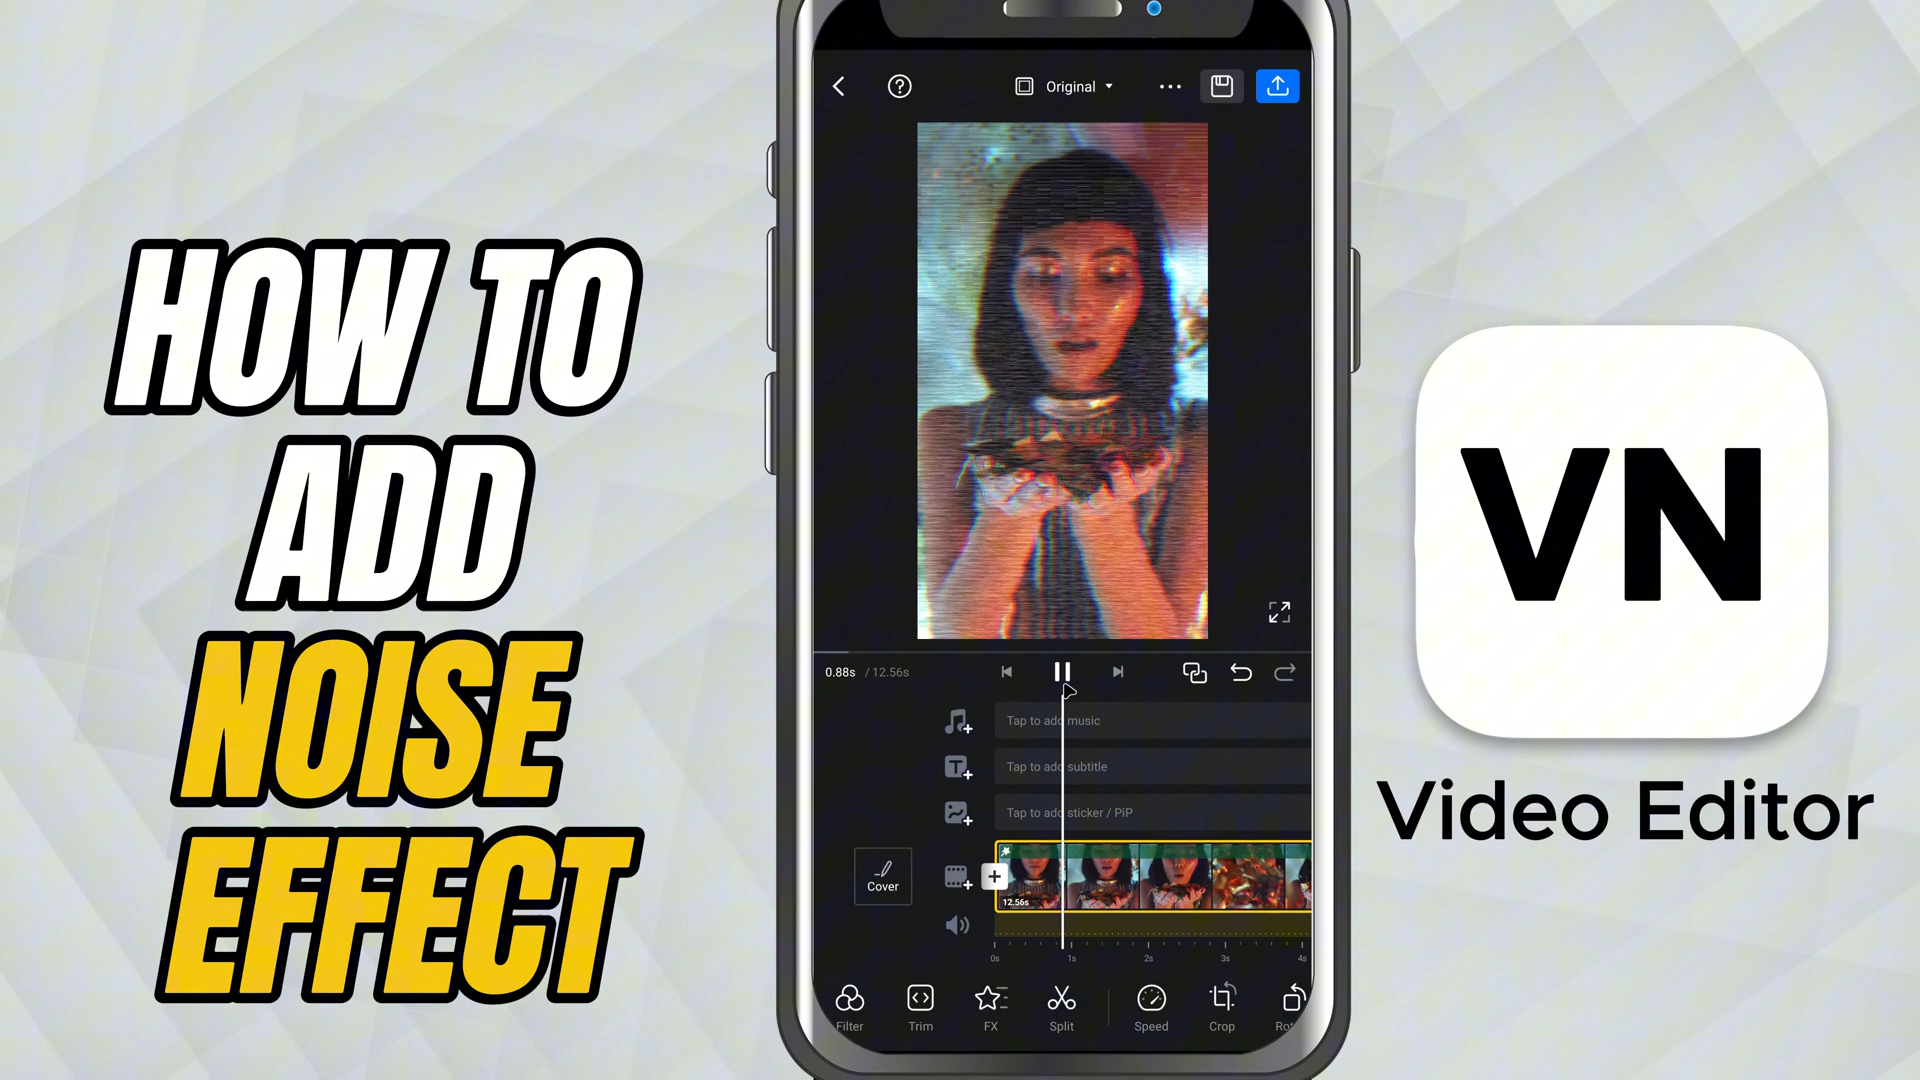 HOW TO
ADD
NOISE
EFFECT
Original
0.88s / 12.56s
Tap to add music
Tap to add subtitle
Tap to add sticker / PiP
Cover
12.56s
0s 1s 2s 3s 4s
Filter Trim FX Split Speed Crop Ro
VN
Video Editor